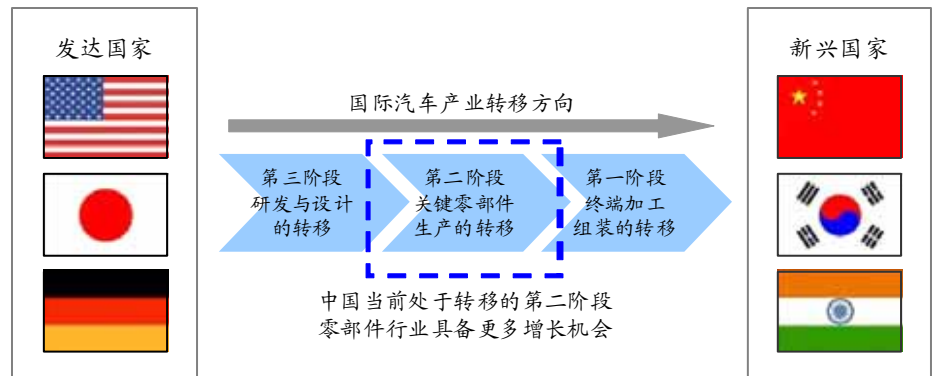 发达国家
新兴国家
国际汽车产业转移方向
第三阶段
研发与设计
的转移
第二阶段
关键零部件
生产的转移
第一阶段
终端加工
组装的转移
中国当前处于转移的第二阶段
零部件行业具备更多增长机会